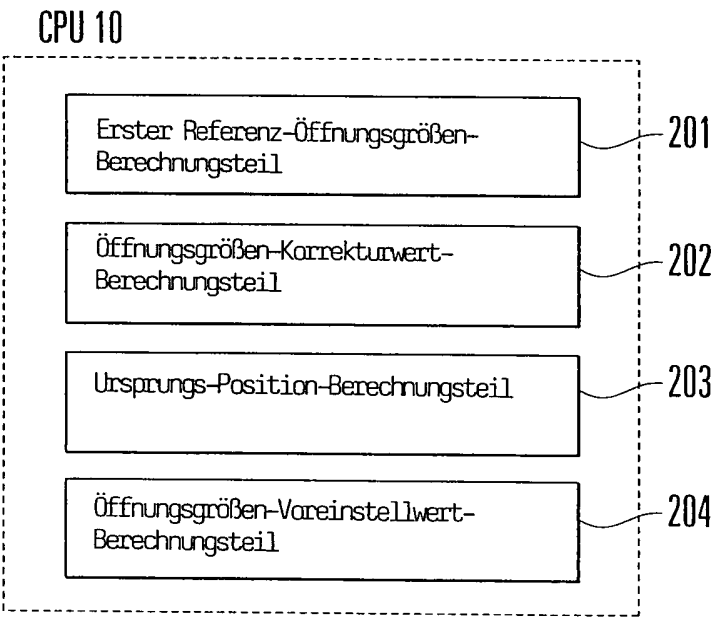 CPU 10
Erster Referenz-Öffnungsgrößen-
Berechnungsteil
201
Öffnungsgrößen-Korrekturwert-
Berechnungsteil
202
Ursprungs-Position-Berechnungsteil
203
Öffnungsgrößen-Voreinstellwert-
Berechnungsteil
204